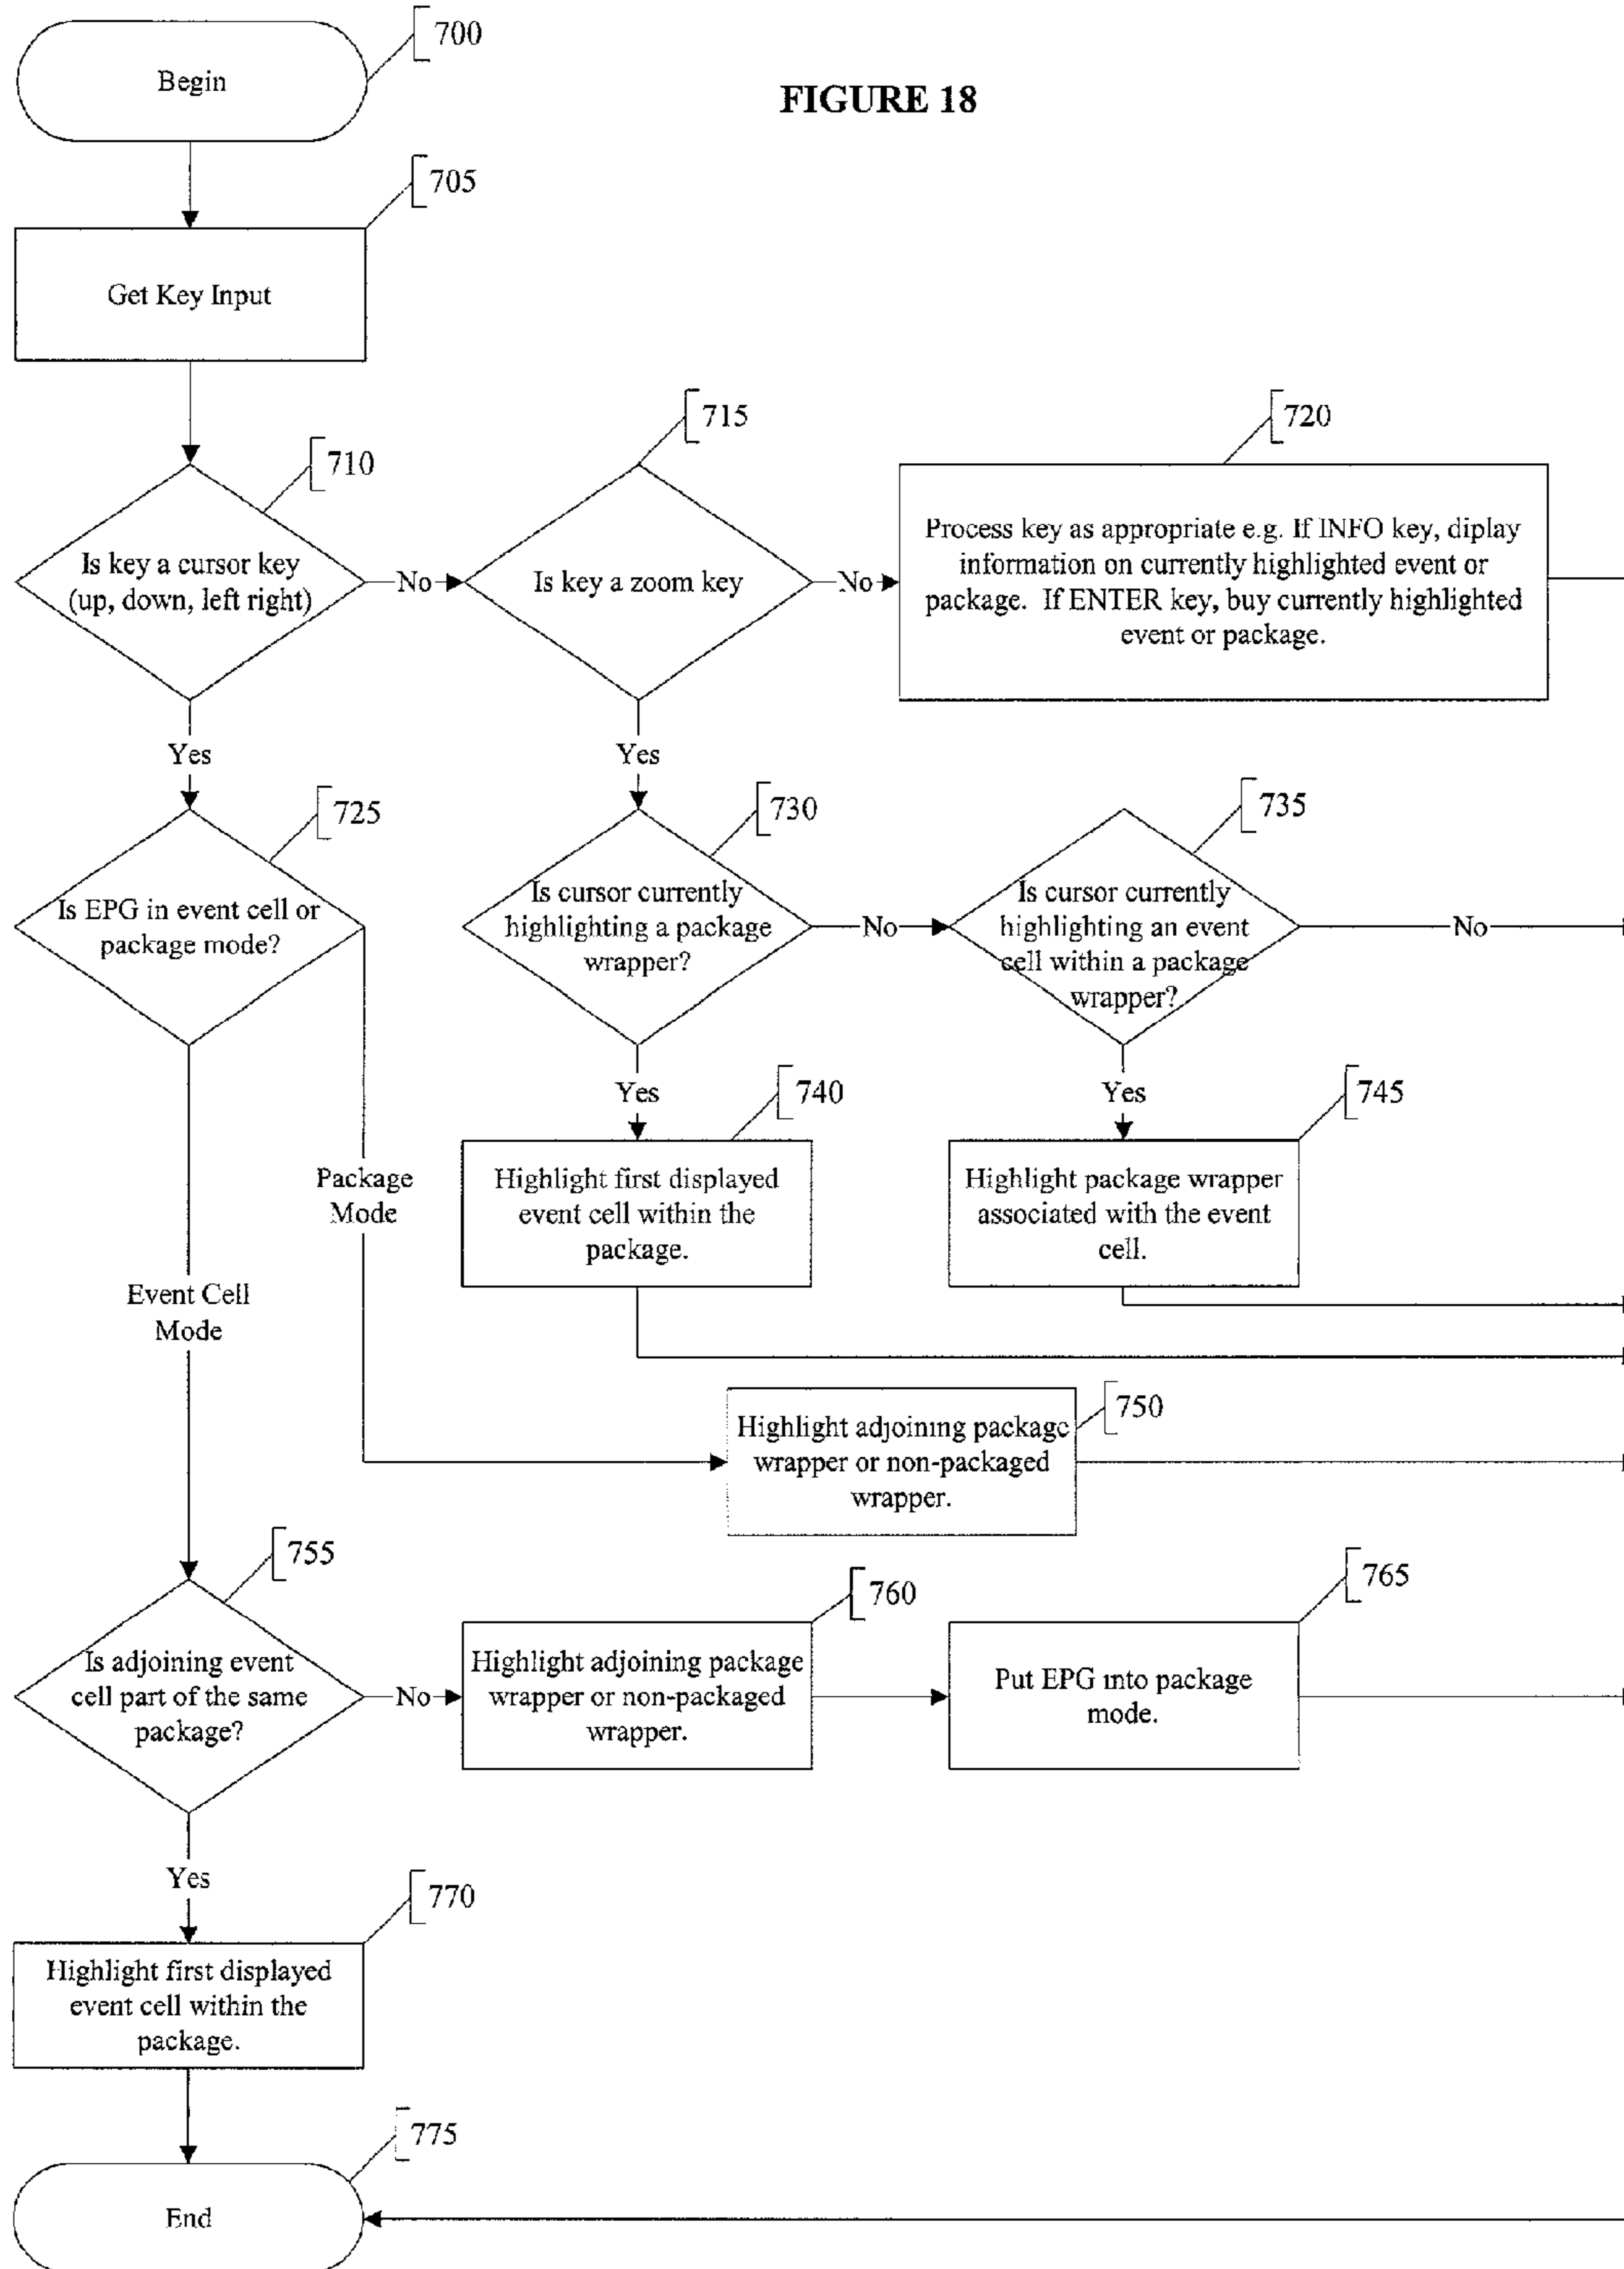 700
Begin
FIGURE 18
705
Get Key Input
710
Is key a cursor key
(up, down, left right)
No
715
Is key a zoom key
No
720
Process key as appropriate e.g. If INFO key, diplay
information on currently highlighted event or
package. If ENTER key, buy currently highlighted
event or package.
Yes
Yes
725
Is EPG in event cell or
package mode?
730
Is cursor currently
highlighting a package
wrapper?
No
735
Is cursor currently
highlighting an event
cell within a package
wrapper?
No
Yes
Yes
740
Highlight first displayed
event cell within the
package.
745
Highlight package wrapper
associated with the event
cell.
Package
Mode
Event Cell
Mode
750
Highlight adjoining package
wrapper or non-packaged
wrapper.
755
Is adjoining event
cell part of the same
package?
No
760
Highlight adjoining package
wrapper or non-packaged
wrapper.
765
Put EPG into package
mode.
Yes
770
Highlight first displayed
event cell within the
package.
775
End